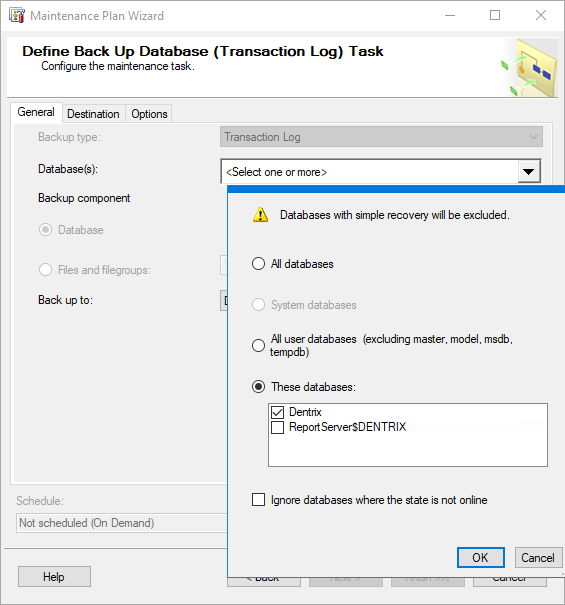 Maintenance Plan Wizard
Define Back Up Database (Transaction Log) Task
Configure the maintenance task.
General
Destination
Options
Backup type:
Transaction Log
Database(s):
<Select one or more>
Backup component
Database
Files and filegroups:
Back up to:
Databases with simple recovery will be excluded.
All databases
System databases
All user databases (excluding master, model, msdb,
tempdb)
These databases:
Dentrix
ReportServer$DENTRIX
Ignore databases where the state is not online
OK
Cancel
Schedule:
Not scheduled (On Demand)
Help
< Back
Next >
Finish >>|
Cancel